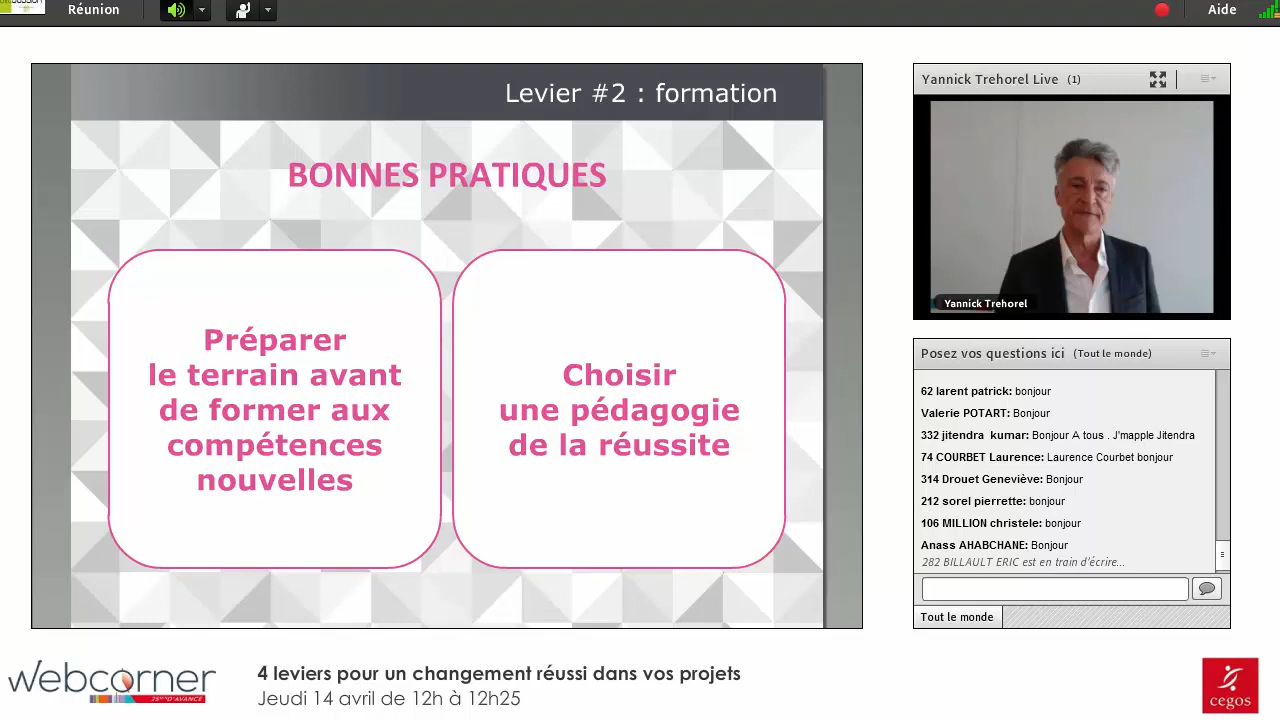 Réunion
Aide
Levier #2 : formation
BONNES PRATIQUES
Préparer
le terrain avant
de former aux
compétences
nouvelles
Choisir
une pédagogie
de la réussite
Yannick Trehorel Live (1)
Yannick Trehorel
Posez vos questions ici (Tout le monde)
62 larent patrick: bonjour
Valerie POTART: Bonjour
332 jitendra kumar: Bonjour A tous . J'mapple Jitendra
74 COURBET Laurence: Laurence Courbet bonjour
314 Drouet Geneviève: Bonjour
212 sorel pierrette: bonjour
106 MILLION christele: bonjour
Anass AHABCHANE: Bonjour
282 BILLAULT ERIC est en train d'écrire...
Tout le monde
webcorner
25MN D'AVANCE
4 leviers pour un changement réussi dans vos projets
Jeudi 14 avril de 12h à 12h25
cegos